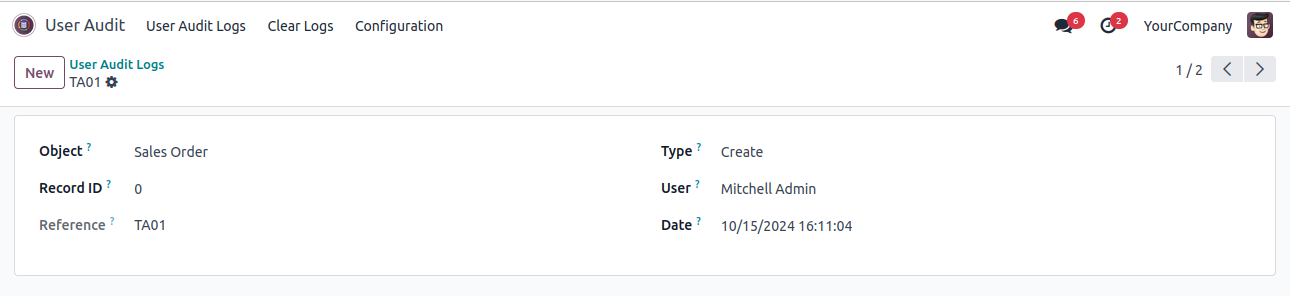 User Audit User Audit Logs Clear Logs Configuration 6 2 YourCompany
New User Audit Logs
TA01 1 / 2
Object ? Sales Order Type ? Create
Record ID ? 0 User ? Mitchell Admin
Reference ? TA01 Date ? 10/15/2024 16:11:04